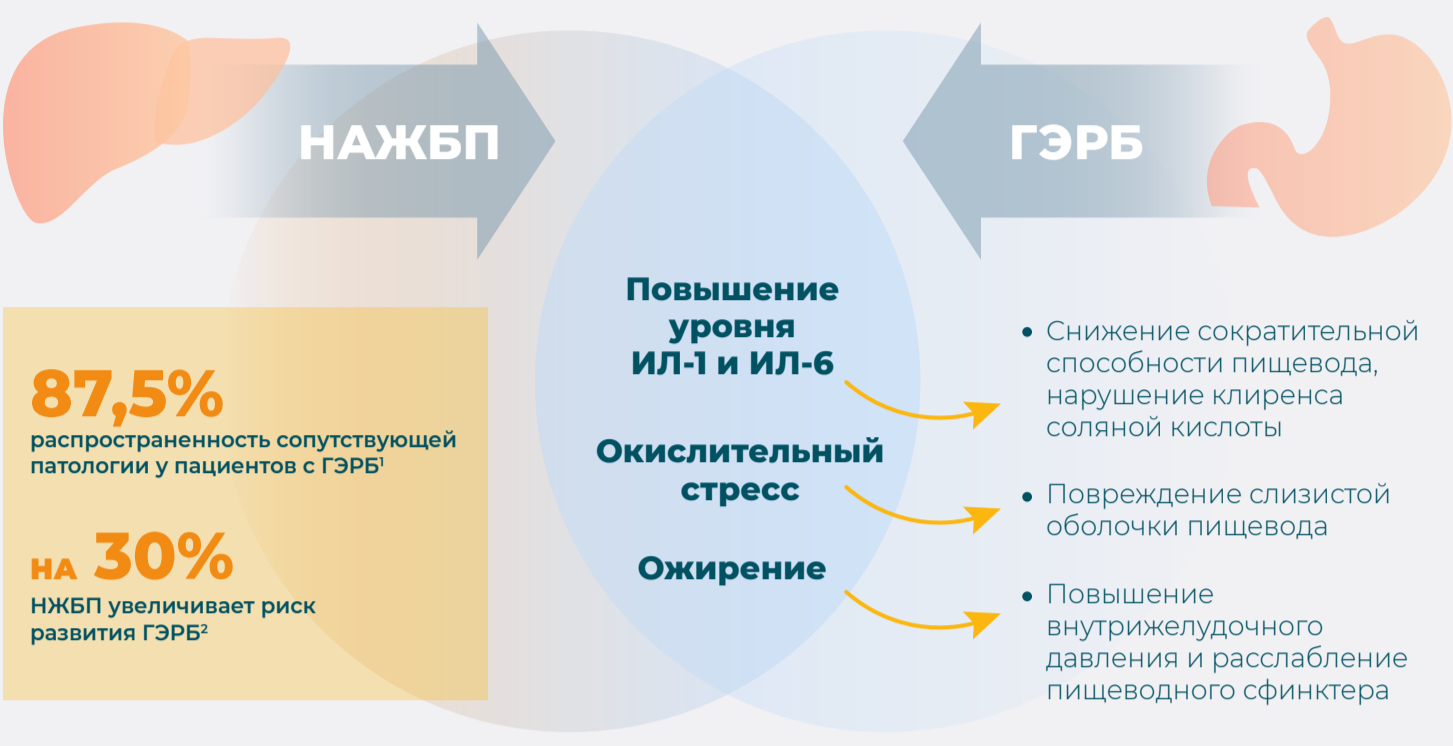 НАЖБП
ГЭРБ
87,5%
распространенность сопутствующей
патологии у пациентов с ГЭРБ¹
НА 30%
НЖБП увеличивает риск
развития ГЭРБ²
Повышение
уровня
ИЛ-1 и ИЛ-6
Окислительный
стресс
Ожирение
• Снижение сократительной
способности пищевода,
нарушение клиренса
соляной кислоты
• Повреждение слизистой
оболочки пищевода
• Повышение
внутрижелудочного
давления и расслабление
пищеводного сфинктера